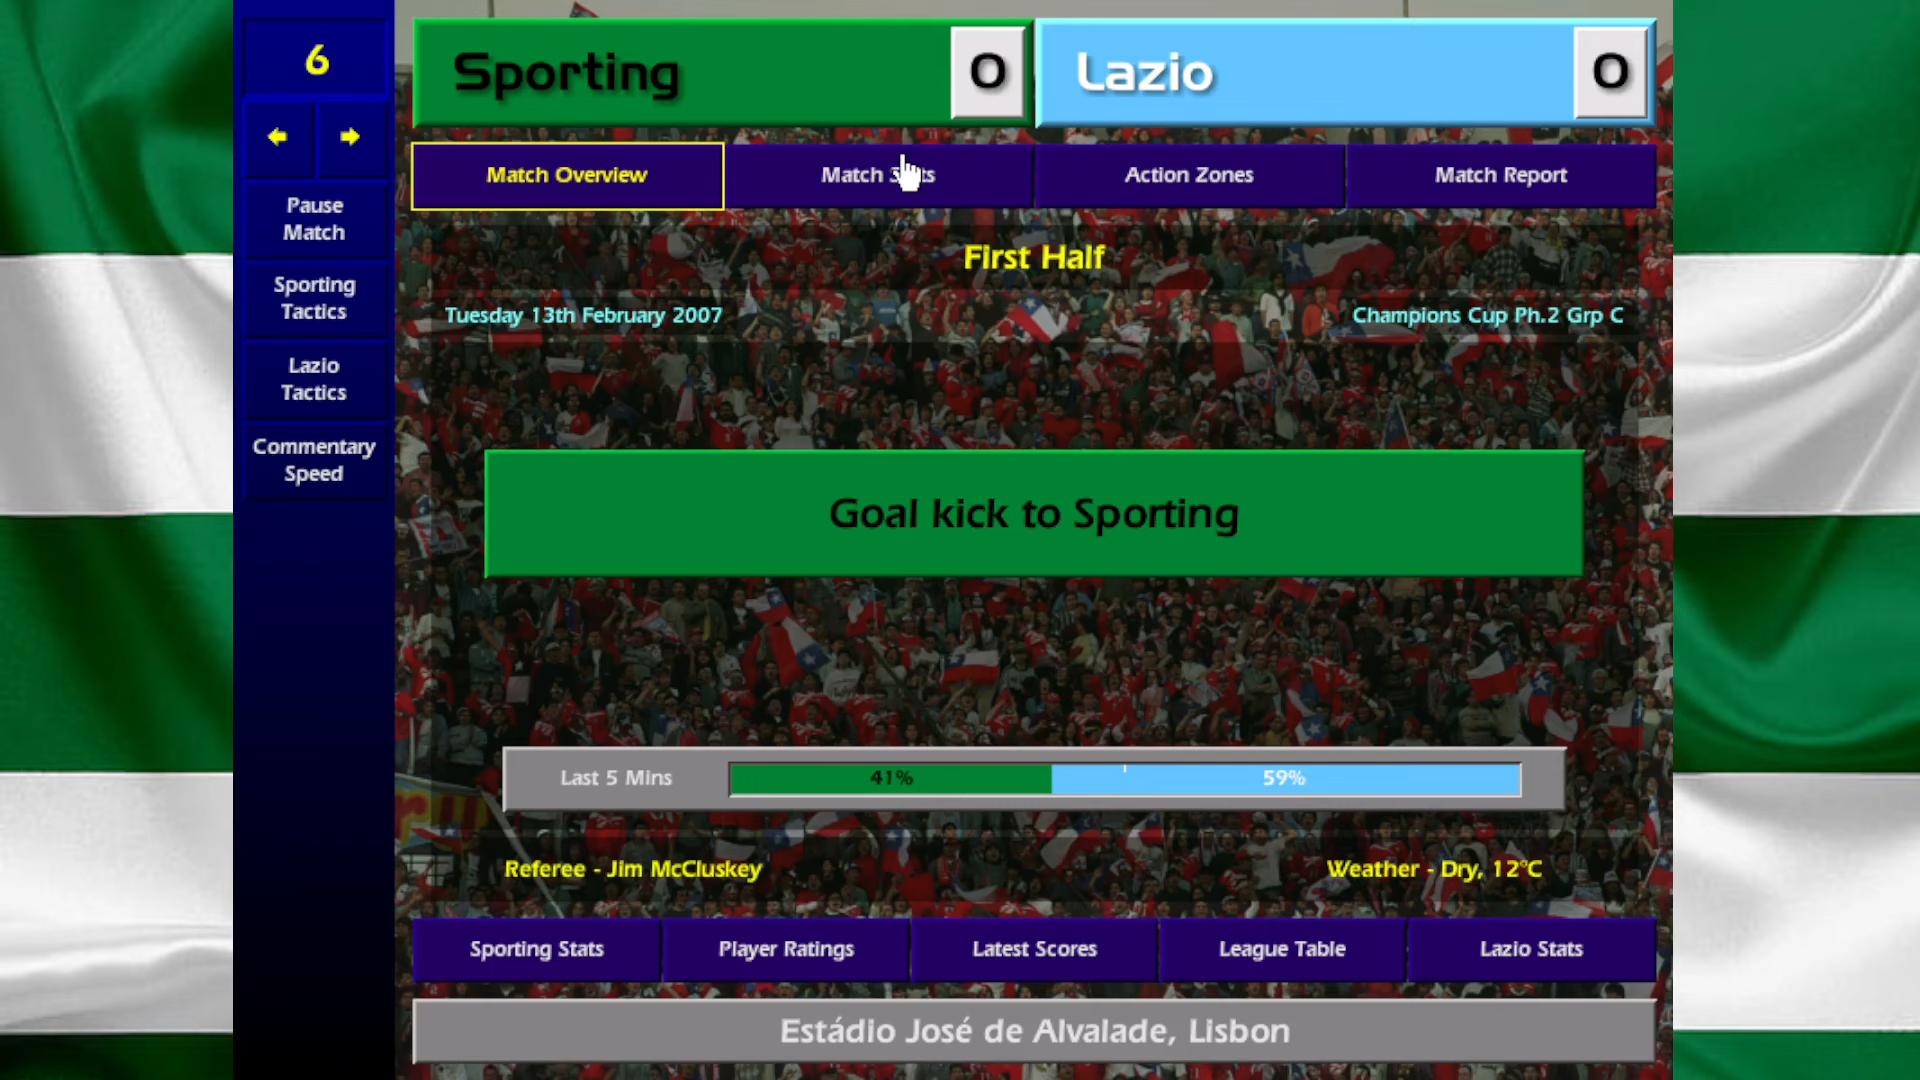 6
Sporting 0
Lazio 0
Match Overview
Match Stats
Action Zones
Match Report
Pause
Match
Sporting
Tactics
Lazio
Tactics
Commentary
Speed
First Half
Tuesday 13th February 2007
Champions Cup Ph.2 Grp C
Goal kick to Sporting
Last 5 Mins
41%
59%
Referee - Jim McCluskey
Weather - Dry, 12°C
Sporting Stats
Player Ratings
Latest Scores
League Table
Lazio Stats
Estádio José de Alvalade, Lisbon